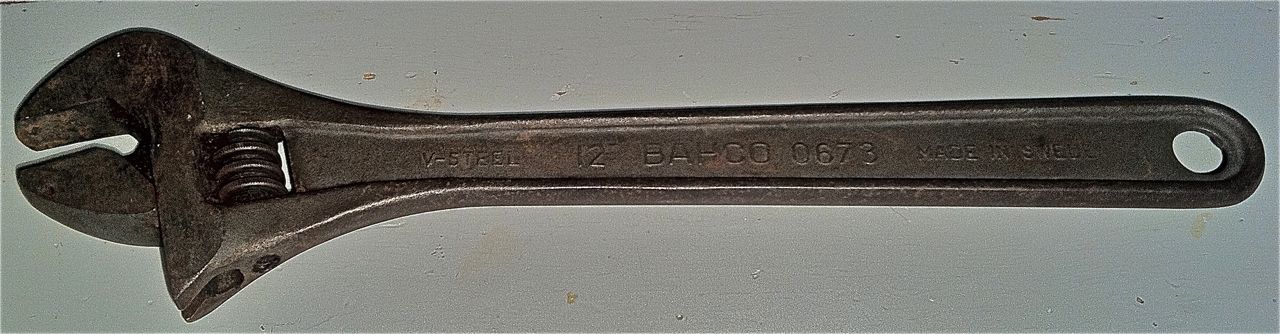 V-STEEL 12" BAHCO 0673 MADE IN SWEDEN